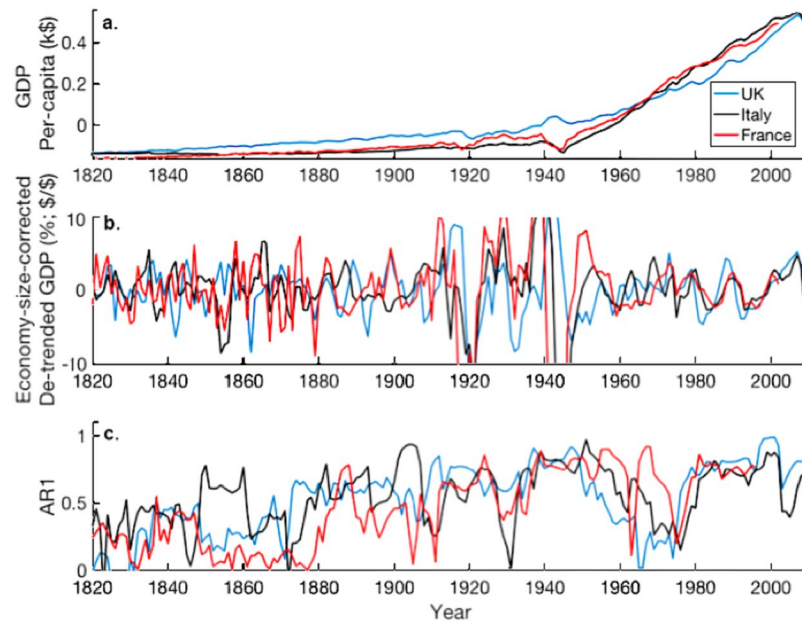 a.
GDP
Per-capita (k$)
0.4
0.2
0
UK
Italy
France
1820 1840 1860 1880 1900 1920 1940 1960 1980 2000
b.
Economy-size-corrected
De-trended GDP (%; $/$)
10
0
-10
1820 1840 1860 1880 1900 1920 1940 1960 1980 2000
c.
AR1
1
0.5
0
1820 1840 1860 1880 1900 1920 1940 1960 1980 2000
Year